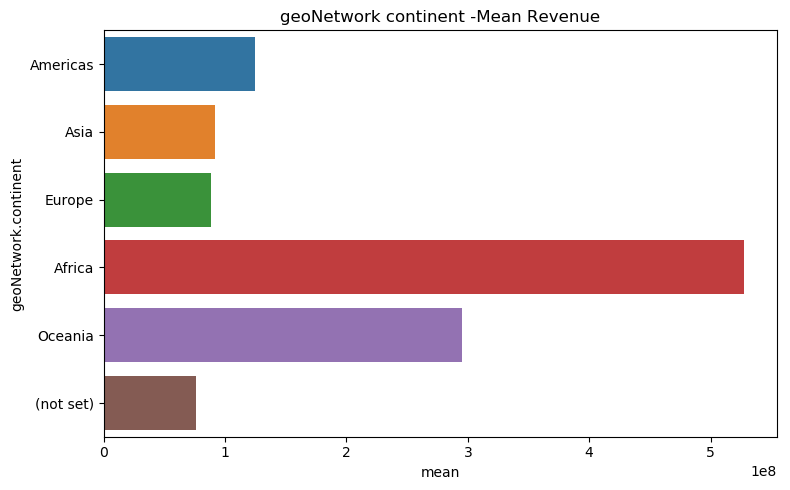 geoNetwork continent -Mean Revenue
geoNetwork.continent
Americas
Asia
Europe
Africa
Oceania
(not set)
0 1 2 3 4 5
1e8
mean